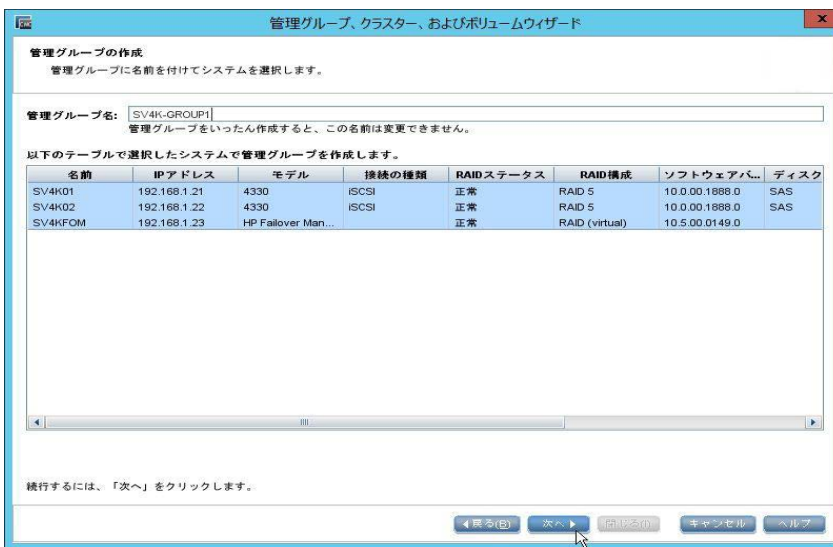 管理グループ、クラスター、およびボリュームウィザード
管理グループの作成
管理グループに名前を付けてシステムを選択します。
管理グループ名: SV4K-GROUP1
管理グループをいったん作成すると、この名前は変更できません。
以下のテーブルで選択したシステムで管理グループを作成します。
名前 IPアドレス モデル 接続の種類 RAIDステータス RAID構成 ソフトウェアバ... ディスク
SV4K01 192.168.1.21 4330 iSCSI 正常 RAID 5 10.0.00.1888.0 SAS
SV4K02 192.168.1.22 4330 iSCSI 正常 RAID 5 10.0.00.1888.0 SAS
SV4KFOM 192.168.1.23 HP Failover Man... 正常 RAID (virtual) 10.5.00.0149.0
続行するには、「次へ」をクリックします。
戻る(B) 次へ 閉じる(I) キャンセル ヘルプ